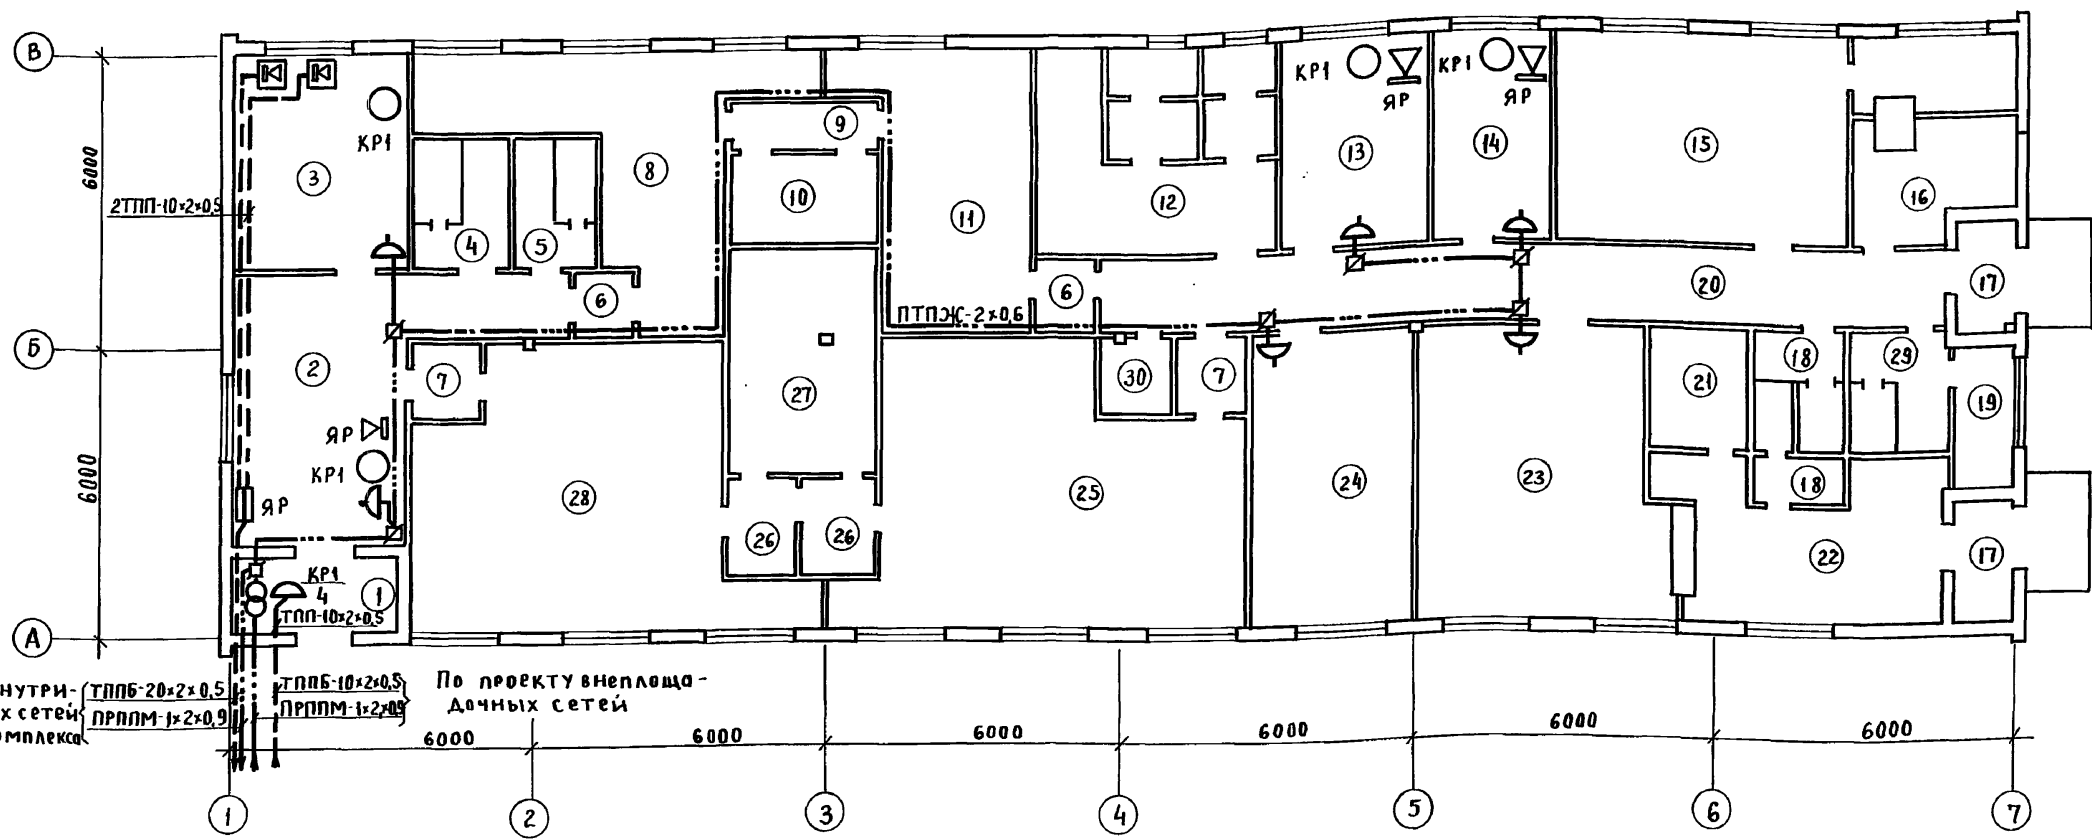 В
КР1
КР1
КР1
ЯР
ЯР
9
3
8
13
14
15
6000
10
2ТПП-10×2×0,5
4
5
11
12
16
6
6
20
17
ПТПЖ-2×0,6
Б
2
7
30
7
21
18
29
27
19
ЯР
КР1
28
25
24
23
18
6000
ЯР
26
26
22
17
КР1
4
1
ТПП-10×2×0,5
А
НУТРИ-
х сетей
омплекса
ТППБ-20×2×0,5
ПРППМ-1×2×0,9
ТППБ-10×2×0,5
ПРППМ-1×2×0,9
По проекту внеплоща-
дочных сетей
6000
6000
6000
6000
6000
6000
1
2
3
4
5
6
7